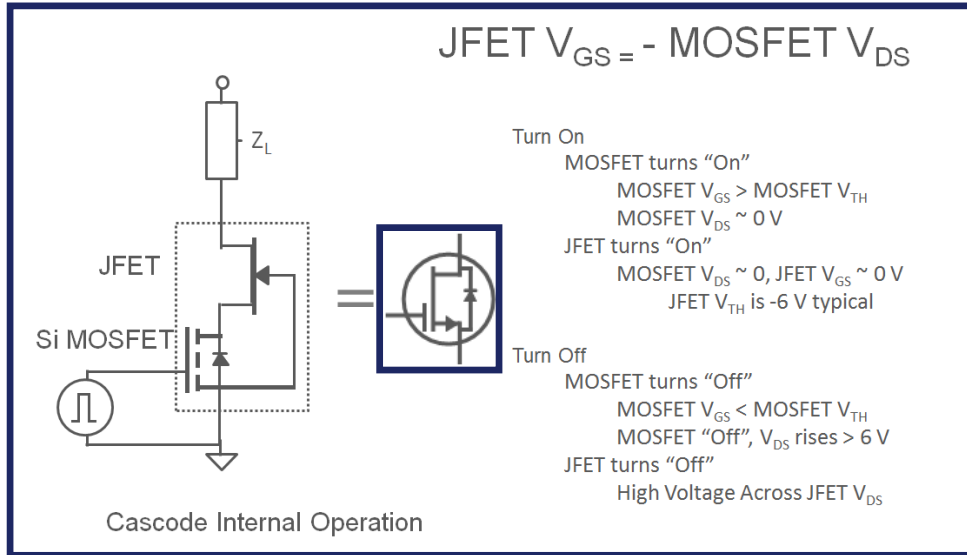 JFET VGS = - MOSFET VDS
ZL
JFET
Si MOSFET
=
Cascode Internal Operation
Turn On
MOSFET turns “On”
MOSFET VGS > MOSFET VTH
MOSFET VDS ~ 0 V
JFET turns “On”
MOSFET VDS ~ 0, JFET VGS ~ 0 V
JFET VTH is -6 V typical
Turn Off
MOSFET turns “Off”
MOSFET VGS < MOSFET VTH
MOSFET “Off”, VDS rises > 6 V
JFET turns “Off”
High Voltage Across JFET VDS